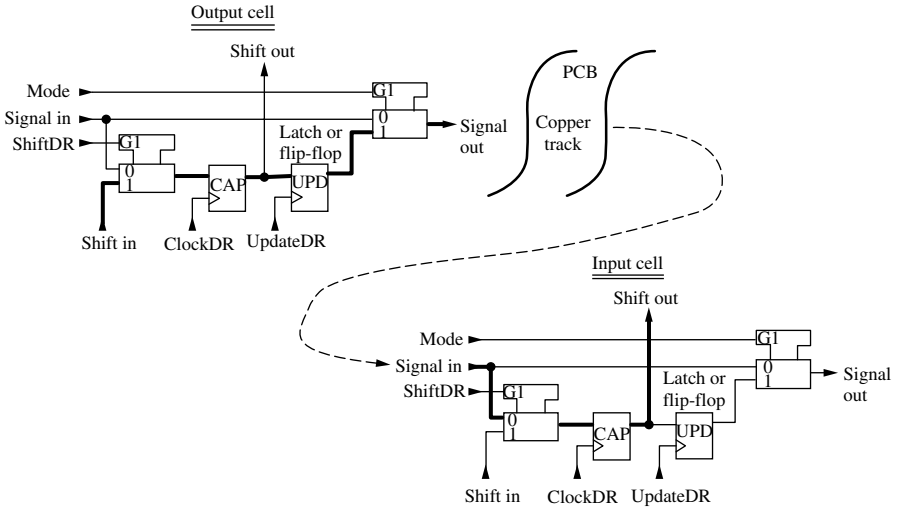 Output cell
Shift out
Mode
G1
Signal in
0
1
Signal
out
ShiftDR
G1
Latch or
flip-flop
0
1
CAP
UPD
Shift in
ClockDR
UpdateDR
PCB
Copper
track
Input cell
Shift out
Mode
G1
Signal in
0
1
Signal
out
ShiftDR
G1
Latch or
flip-flop
0
1
CAP
UPD
Shift in
ClockDR
UpdateDR